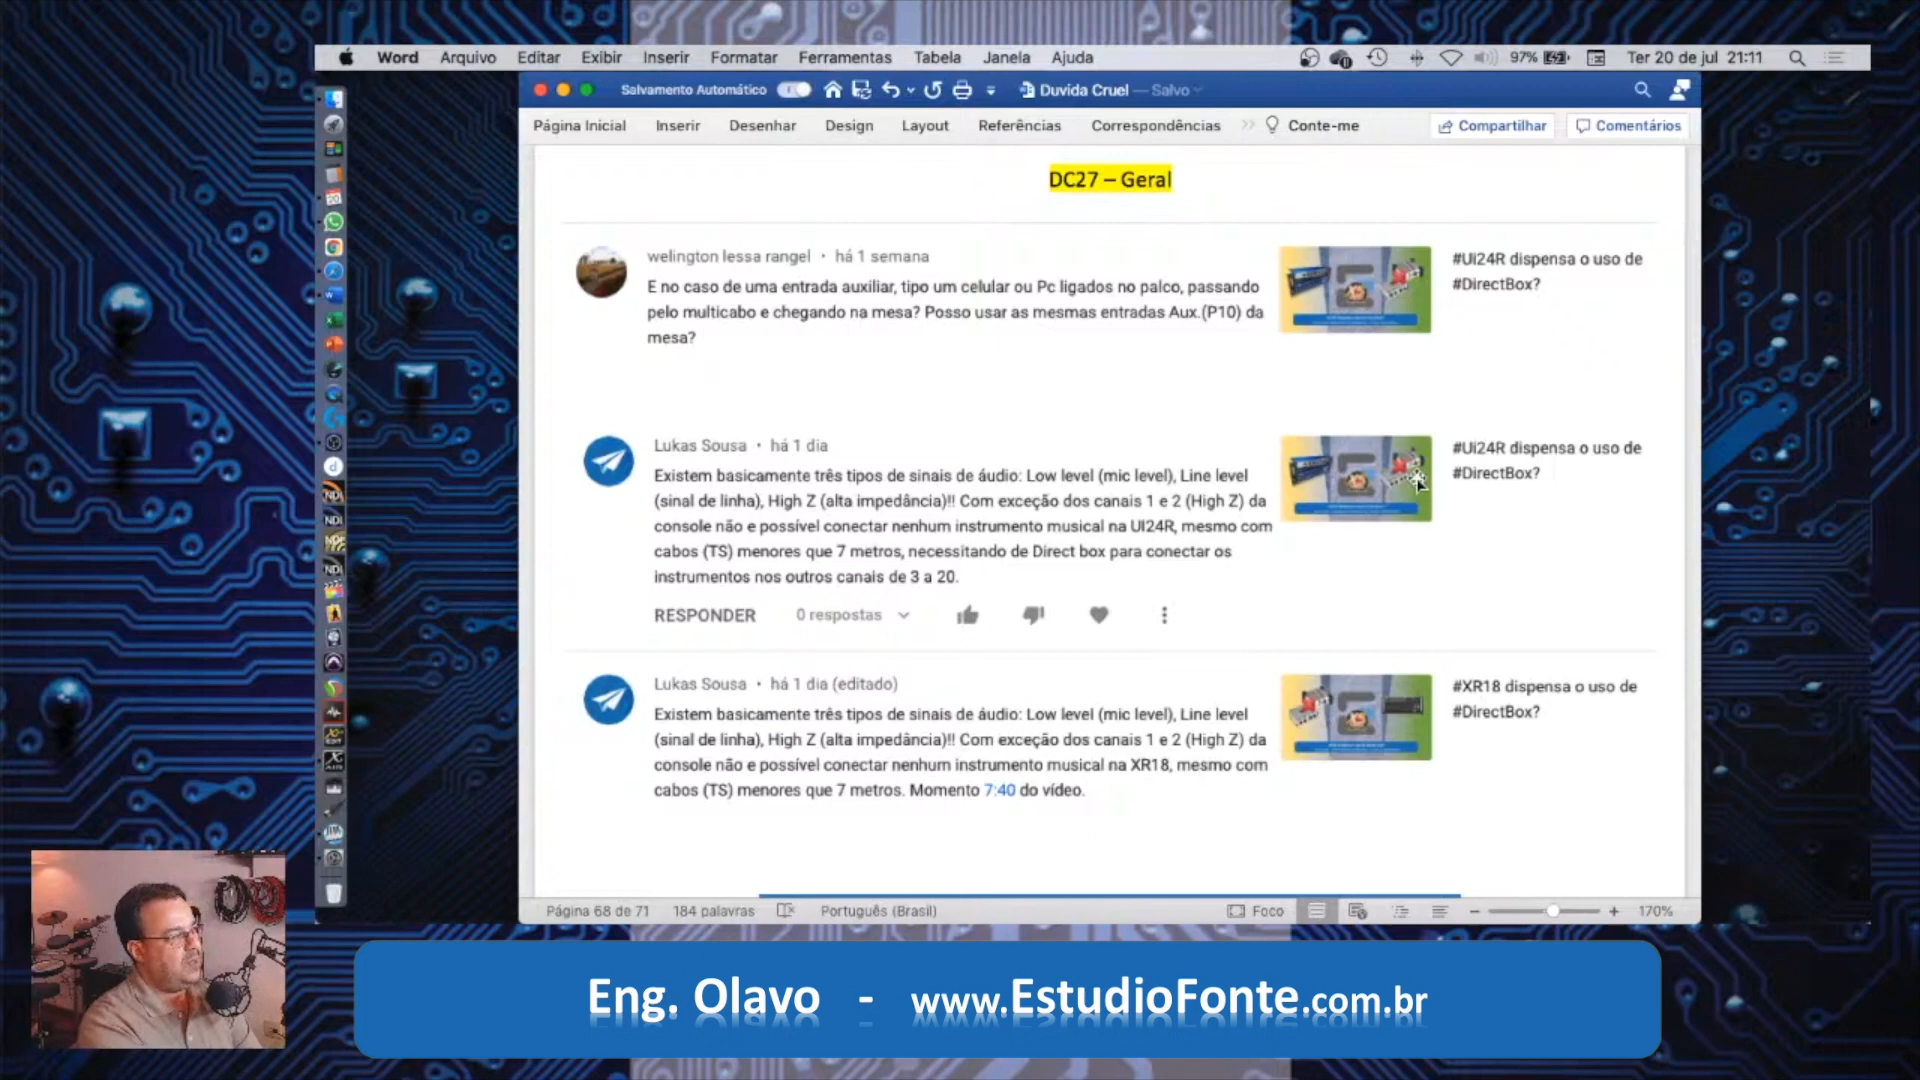 Word Arquivo Editar Exibir Inserir Formatar Ferramentas Tabela Janela Ajuda 97% Ter 20 de jul 21:11
Salvamento Automático Duvida Cruel — Salvo
Página Inicial Inserir Desenhar Design Layout Referências Correspondências Conte-me Compartilhar Comentários
DC27 – Geral
welington lessa rangel • há 1 semana
E no caso de uma entrada auxiliar, tipo um celular ou Pc ligados no palco, passando
pelo multicabo e chegando na mesa? Posso usar as mesmas entradas Aux.(P10) da
mesa?
#Ui24R dispensa o uso de
#DirectBox?
Lukas Sousa • há 1 dia
Existem basicamente três tipos de sinais de áudio: Low level (mic level), Line level
(sinal de linha), High Z (alta impedância)!! Com exceção dos canais 1 e 2 (High Z) da
console não e possível conectar nenhum instrumento musical na UI24R, mesmo com
cabos (TS) menores que 7 metros, necessitando de Direct box para conectar os
instrumentos nos outros canais de 3 a 20.
#Ui24R dispensa o uso de
#DirectBox?
RESPONDER 0 respostas
Lukas Sousa • há 1 dia (editado)
Existem basicamente três tipos de sinais de áudio: Low level (mic level), Line level
(sinal de linha), High Z (alta impedância)!! Com exceção dos canais 1 e 2 (High Z) da
console não e possível conectar nenhum instrumento musical na XR18, mesmo com
cabos (TS) menores que 7 metros. Momento 7:40 do vídeo.
#XR18 dispensa o uso de
#DirectBox?
Página 68 de 71 184 palavras Português (Brasil) Foco 170%
Eng. Olavo - www.EstudioFonte.com.br